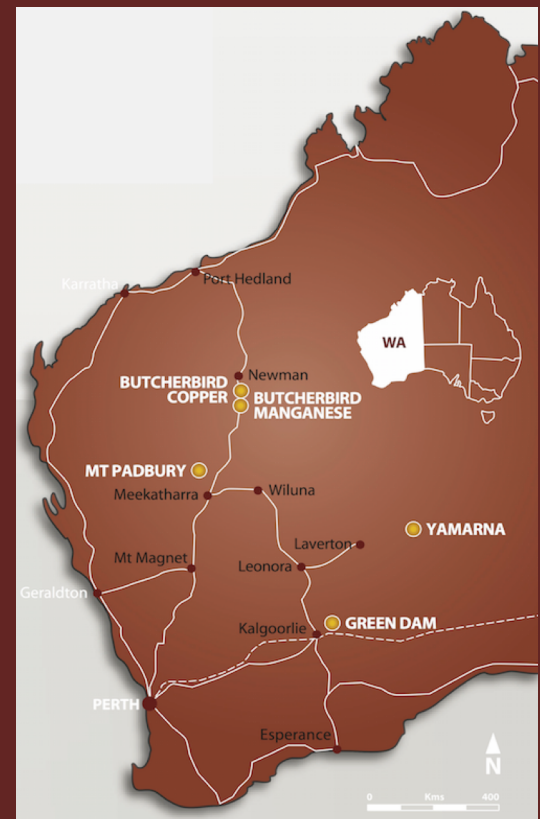 Karratha
Port Hedland
WA
Newman
BUTCHERBIRD
COPPER
BUTCHERBIRD
MANGANESE
MT PADBURY
Meekatharra
Wiluna
YAMARNA
Laverton
Mt Magnet
Leonora
Geraldton
GREEN DAM
Kalgoorlie
PERTH
Esperance
N
0 Kms 400